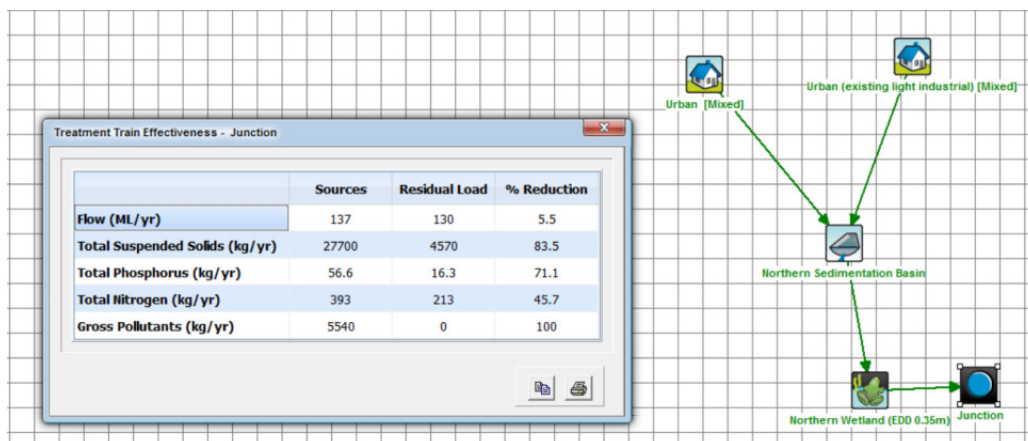 Treatment Train Effectiveness - Junction
Sources Residual Load % Reduction
Flow (ML/yr) 137 130 5.5
Total Suspended Solids (kg/yr) 27700 4570 83.5
Total Phosphorus (kg/yr) 56.6 16.3 71.1
Total Nitrogen (kg/yr) 393 213 45.7
Gross Pollutants (kg/yr) 5540 0 100
Urban [Mixed]
Urban (existing light industrial) [Mixed]
Northern Sedimentation Basin
Northern Wetland (EDD 0.35m)
Junction